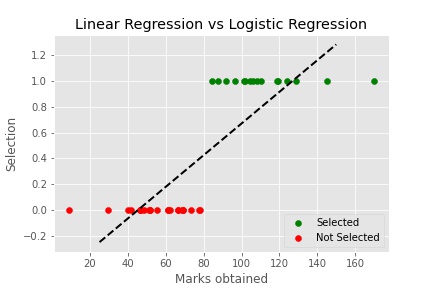 Linear Regression vs Logistic Regression
1.2
1.0
0.8
0.6
0.4
0.2
0.0
−0.2
Selection
Selected
Not Selected
20 40 60 80 100 120 140 160
Marks obtained